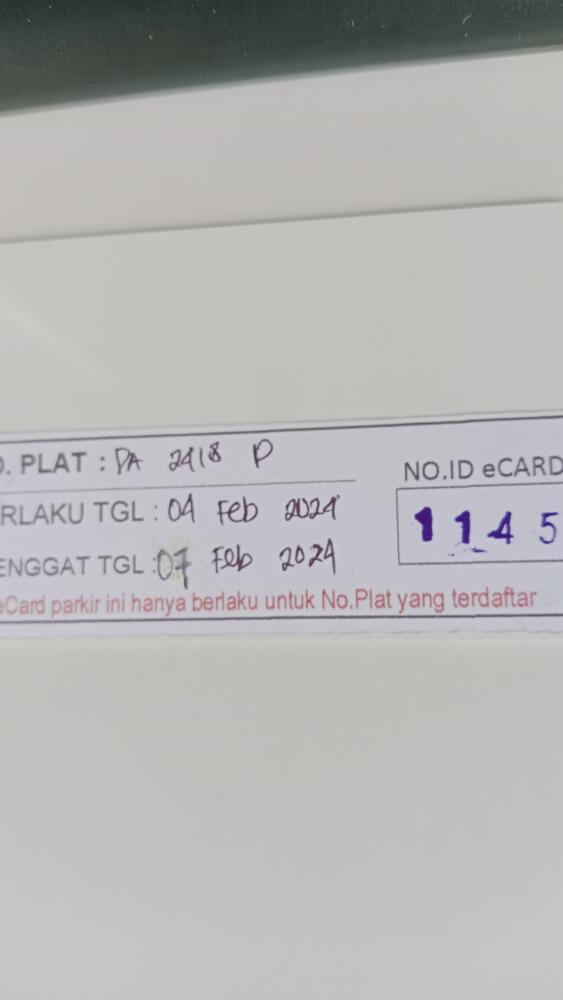 . PLAT : DA 2418 P
NO.ID eCARD
RLAKU TGL : 04 Feb 2024
1145
ENGGAT TGL : 07 Feb 2024
eCard parkir ini hanya berlaku untuk No.Plat yang terdaftar